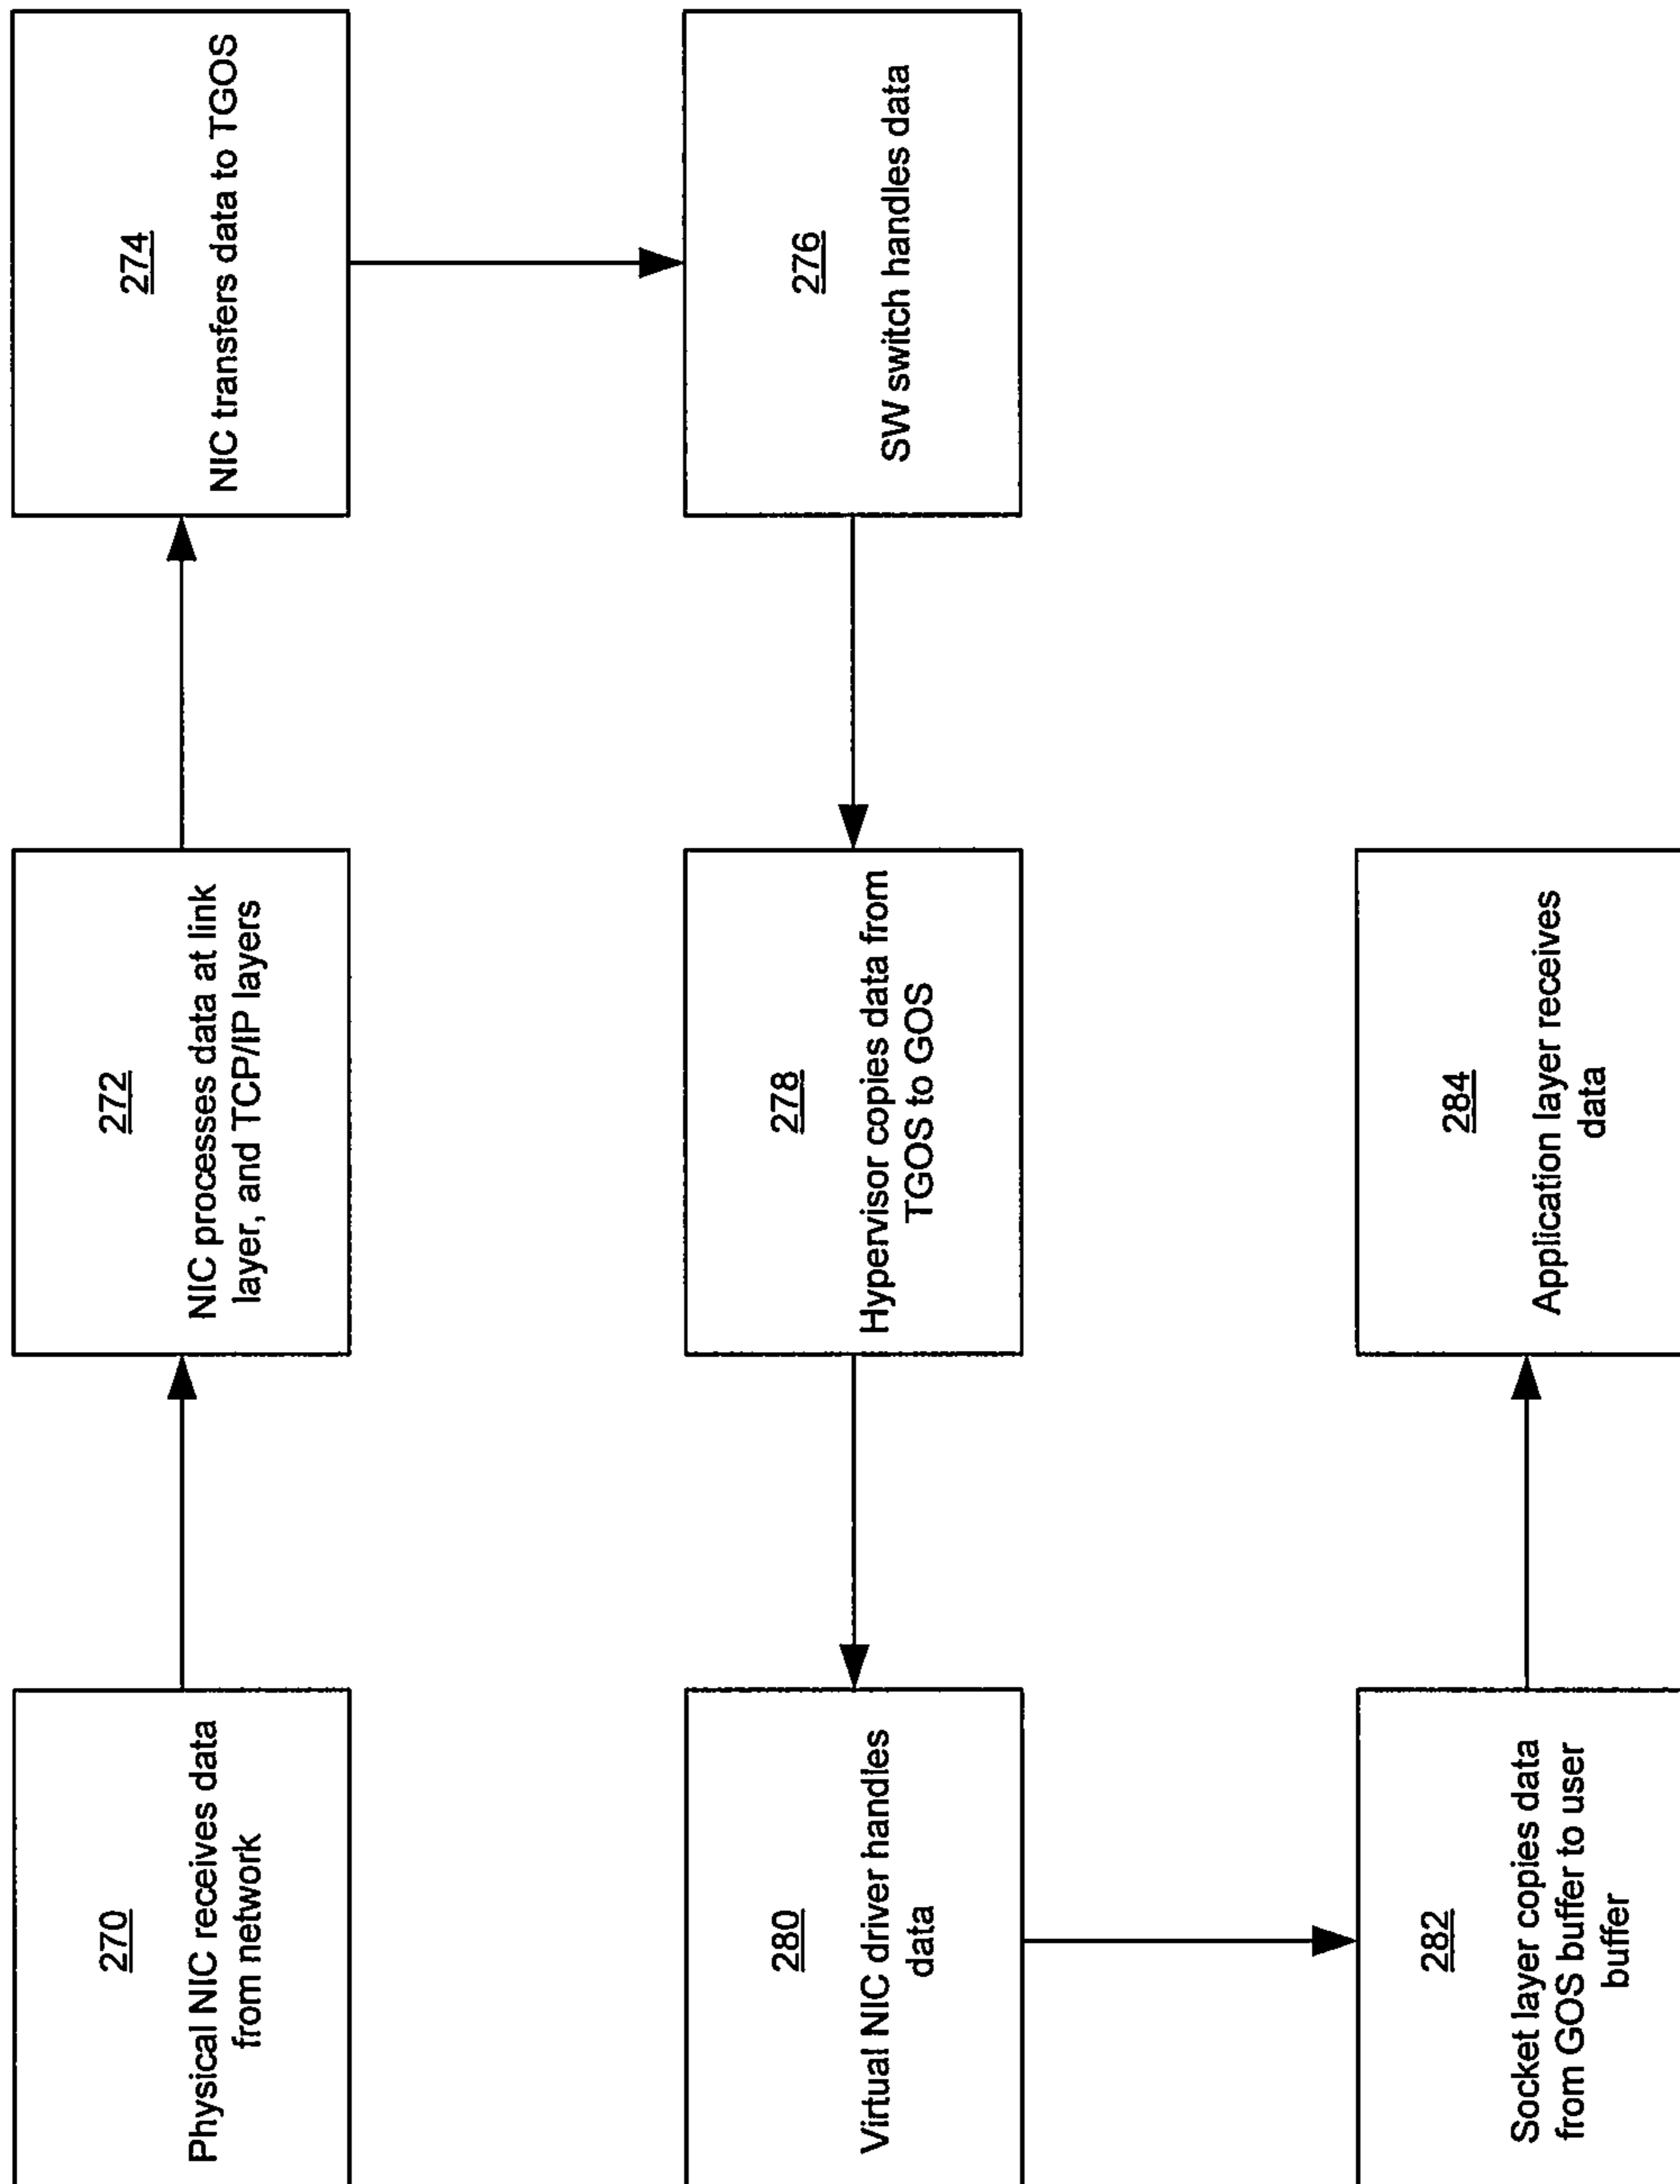 270
Physical NIC receives data
from network
272
NIC processes data at link
layer, and TCP/IP layers
274
NIC transfers data to TGOS
276
SW switch handles data
278
Hypervisor copies data from
TGOS to GOS
280
Virtual NIC driver handles
data
282
Socket layer copies data
from GOS buffer to user
buffer
284
Application layer receives
data